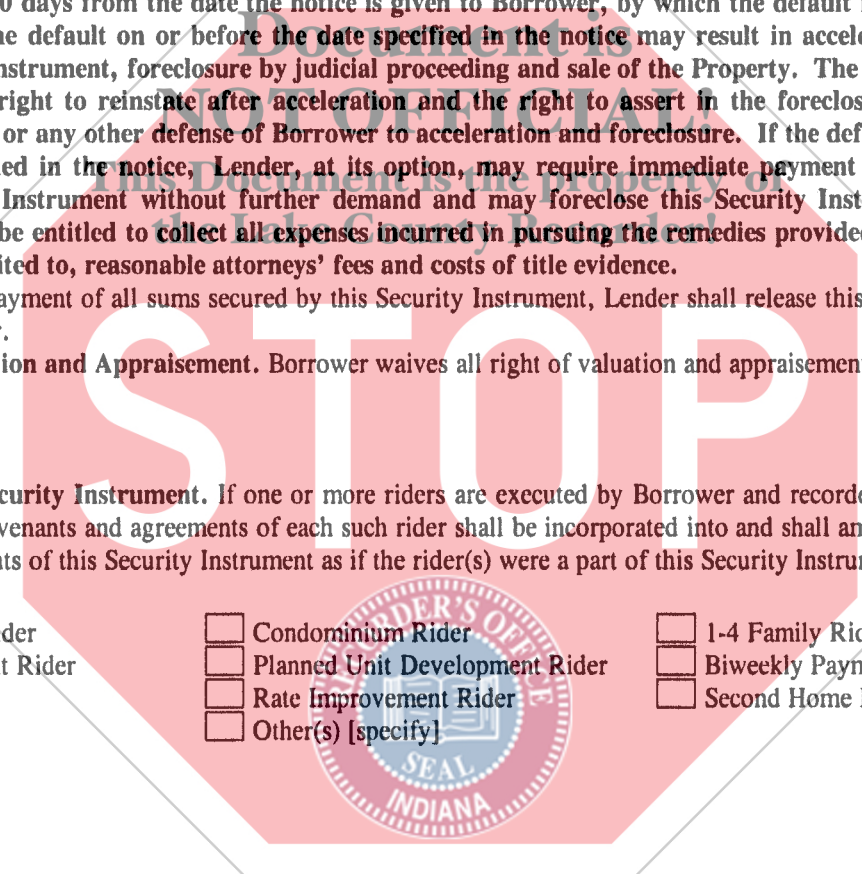 0 days from the date the notice is given to Borrower, by which the default
Document is
he default on or before the date specified in the notice may result in accele
nstrument, foreclosure by judicial proceeding and sale of the Property. The
right to reinstate after acceleration and the right to assert in the foreclos
NOT OFFICIAL!
or any other defense of Borrower to acceleration and foreclosure. If the def
ed in the notice, Lender, at its option, may require immediate payment
This Document is the property of
Instrument without further demand and may foreclose this Security Inst
the Lake County Recorder!
be entitled to collect all expenses incurred in pursuing the remedies provide
ited to, reasonable attorneys' fees and costs of title evidence.
ayment of all sums secured by this Security Instrument, Lender shall release this
r.
ion and Appraisement. Borrower waives all right of valuation and appraisemen
STOP
curity Instrument. If one or more riders are executed by Borrower and recorde
venants and agreements of each such rider shall be incorporated into and shall am
ts of this Security Instrument as if the rider(s) were a part of this Security Instru
der Condominium Rider 1-4 Family Ric
t Rider Planned Unit Development Rider Biweekly Paym
Rate Improvement Rider Second Home
Other(s) [specify]
RECORDER'S OFFICE
SEAL
INDIANA